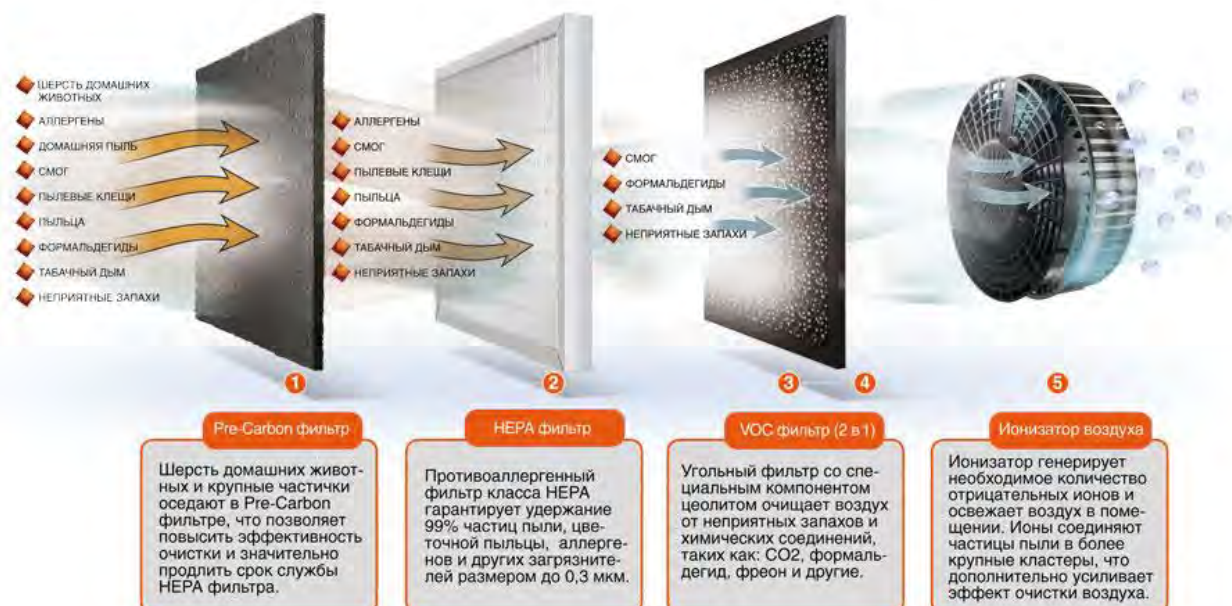 ШЕРСТЬ ДОМАШНИХ
ЖИВОТНЫХ
АЛЛЕРГЕНЫ
ДОМАШНЯЯ ПЫЛЬ
СМОГ
ПЫЛЕВЫЕ КЛЕЩИ
ПЫЛЬЦА
ФОРМАЛЬДЕГИДЫ
ТАБАЧНЫЙ ДЫМ
НЕПРИЯТНЫЕ ЗАПАХИ
АЛЛЕРГЕНЫ
СМОГ
ПЫЛЕВЫЕ КЛЕЩИ
ПЫЛЬЦА
ФОРМАЛЬДЕГИДЫ
ТАБАЧНЫЙ ДЫМ
НЕПРИЯТНЫЕ ЗАПАХИ
СМОГ
ФОРМАЛЬДЕГИДЫ
ТАБАЧНЫЙ ДЫМ
НЕПРИЯТНЫЕ ЗАПАХИ
1
2
3
4
5
Pre-Carbon фильтр
Шерсть домашних живот-
ных и крупные частички
оседают в Pre-Carbon
фильтре, что позволяет
повысить эффективность
очистки и значительно
продлить срок службы
HEPA фильтра.
HEPA фильтр
Противоаллергенный
фильтр класса HEPA
гарантирует удержание
99% частиц пыли, цве-
точной пыльцы, аллерге-
нов и других загрязните-
лей размером до 0,3 мкм.
VOC фильтр (2 в 1)
Угольный фильтр со спе-
циальным компонентом
цеолитом очищает воздух
от неприятных запахов и
химических соединений,
таких как: CO2, формаль-
дегид, фреон и другие.
Ионизатор воздуха
Ионизатор генерирует
необходимое количество
отрицательных ионов и
освежает воздух в поме-
щении. Ионы соединяют
частицы пыли в более
крупные кластеры, что
дополнительно усиливает
эффект очистки воздуха.